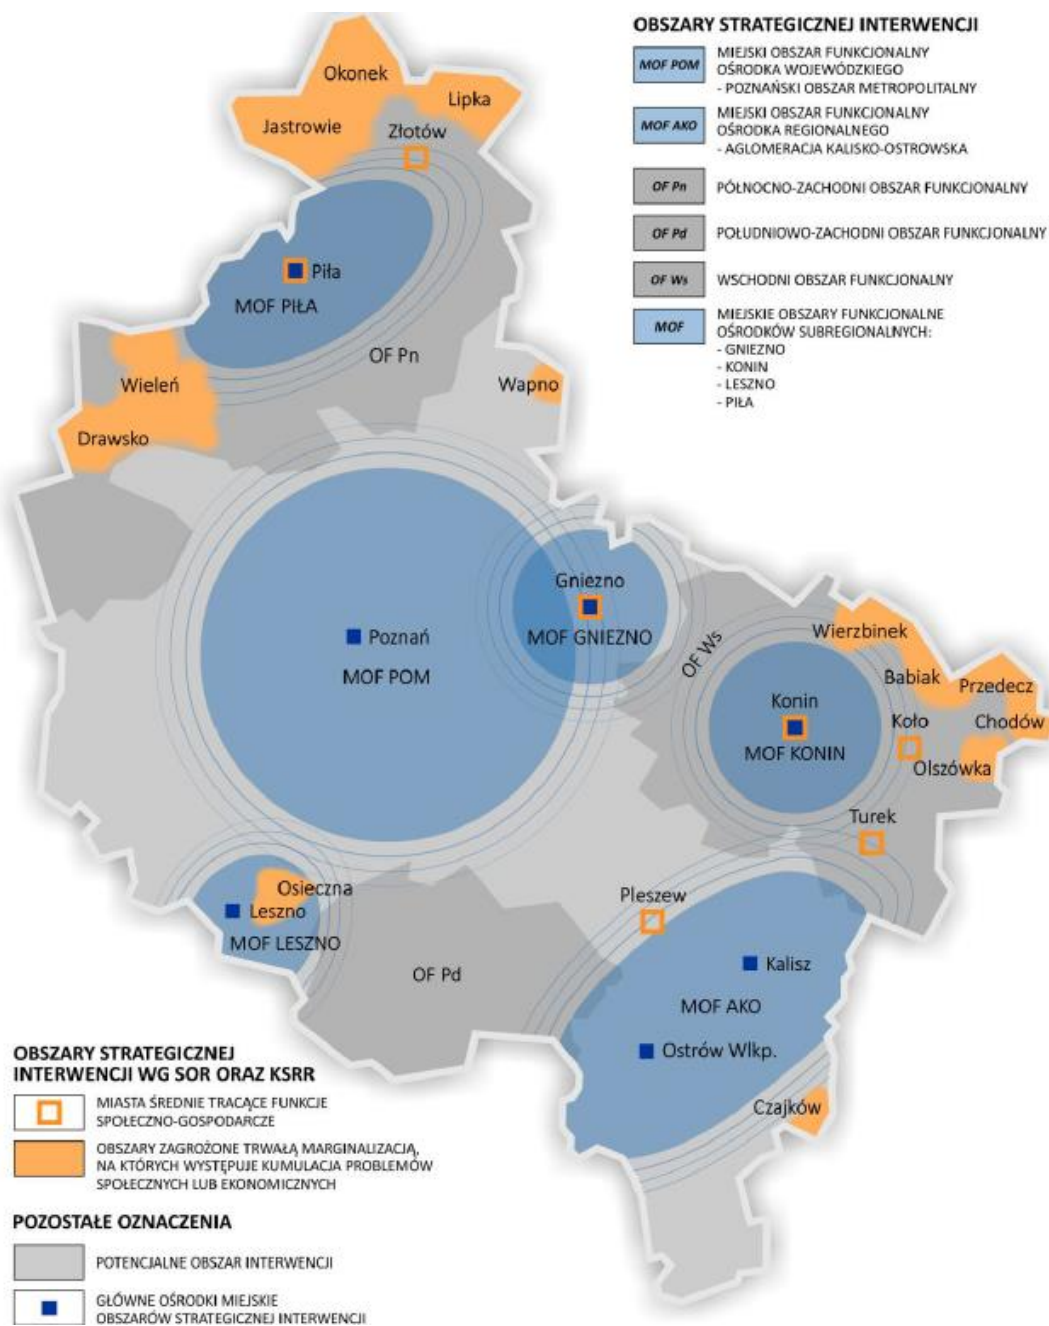 OBSZARY STRATEGICZNEJ INTERWENCJI
MOF POM
MIEJSKI OBSZAR FUNKCJONALNY
OŚRODKA WOJEWÓDZKIEGO
- POZNAŃSKI OBSZAR METROPOLITALNY
MOF AKO
MIEJSKI OBSZAR FUNKCJONALNY
OŚRODKA REGIONALNEGO
- AGLOMERACJA KALISKO-OSTROWSKA
OF Pn
PÓŁNOCNO-ZACHODNI OBSZAR FUNKCJONALNY
OF Pd
POŁUDNIOWO-ZACHODNI OBSZAR FUNKCJONALNY
OF Ws
WSCHODNI OBSZAR FUNKCJONALNY
MOF
MIEJSKIE OBSZARY FUNKCJONALNE
OŚRODKÓW SUBREGIONALNYCH:
- GNIEZNO
- KONIN
- LESZNO
- PIŁA
Okonek
Lipka
Jastrowie
Złotów
Piła
MOF PIŁA
OF Pn
Wieleń
Wapno
Drawsko
Gniezno
MOF GNIEZNO
Poznań
MOF POM
OF Ws
Wierzbinek
Babiak
Przedecz
Konin
Koło
Chodów
MOF KONIN
Olszówka
Turek
Osieczna
Leszno
MOF LESZNO
Pleszew
OF Pd
Kalisz
MOF AKO
Ostrów Wlkp.
Czajków
OBSZARY STRATEGICZNEJ
INTERWENCJI WG SOR ORAZ KSRR
MIASTA ŚREDNIE TRACĄCE FUNKCJE
SPOŁECZNO-GOSPODARCZE
OBSZARY ZAGROŻONE TRWAŁĄ MARGINALIZACJĄ,
NA KTÓRYCH WYSTĘPUJE KUMULACJA PROBLEMÓW
SPOŁECZNYCH LUB EKONOMICZNYCH
POZOSTAŁE OZNACZENIA
POTENCJALNE OBSZAR INTERWENCJI
GŁÓWNE OŚRODKI MIEJSKIE
OBSZARÓW STRATEGICZNEJ INTERWENCJI